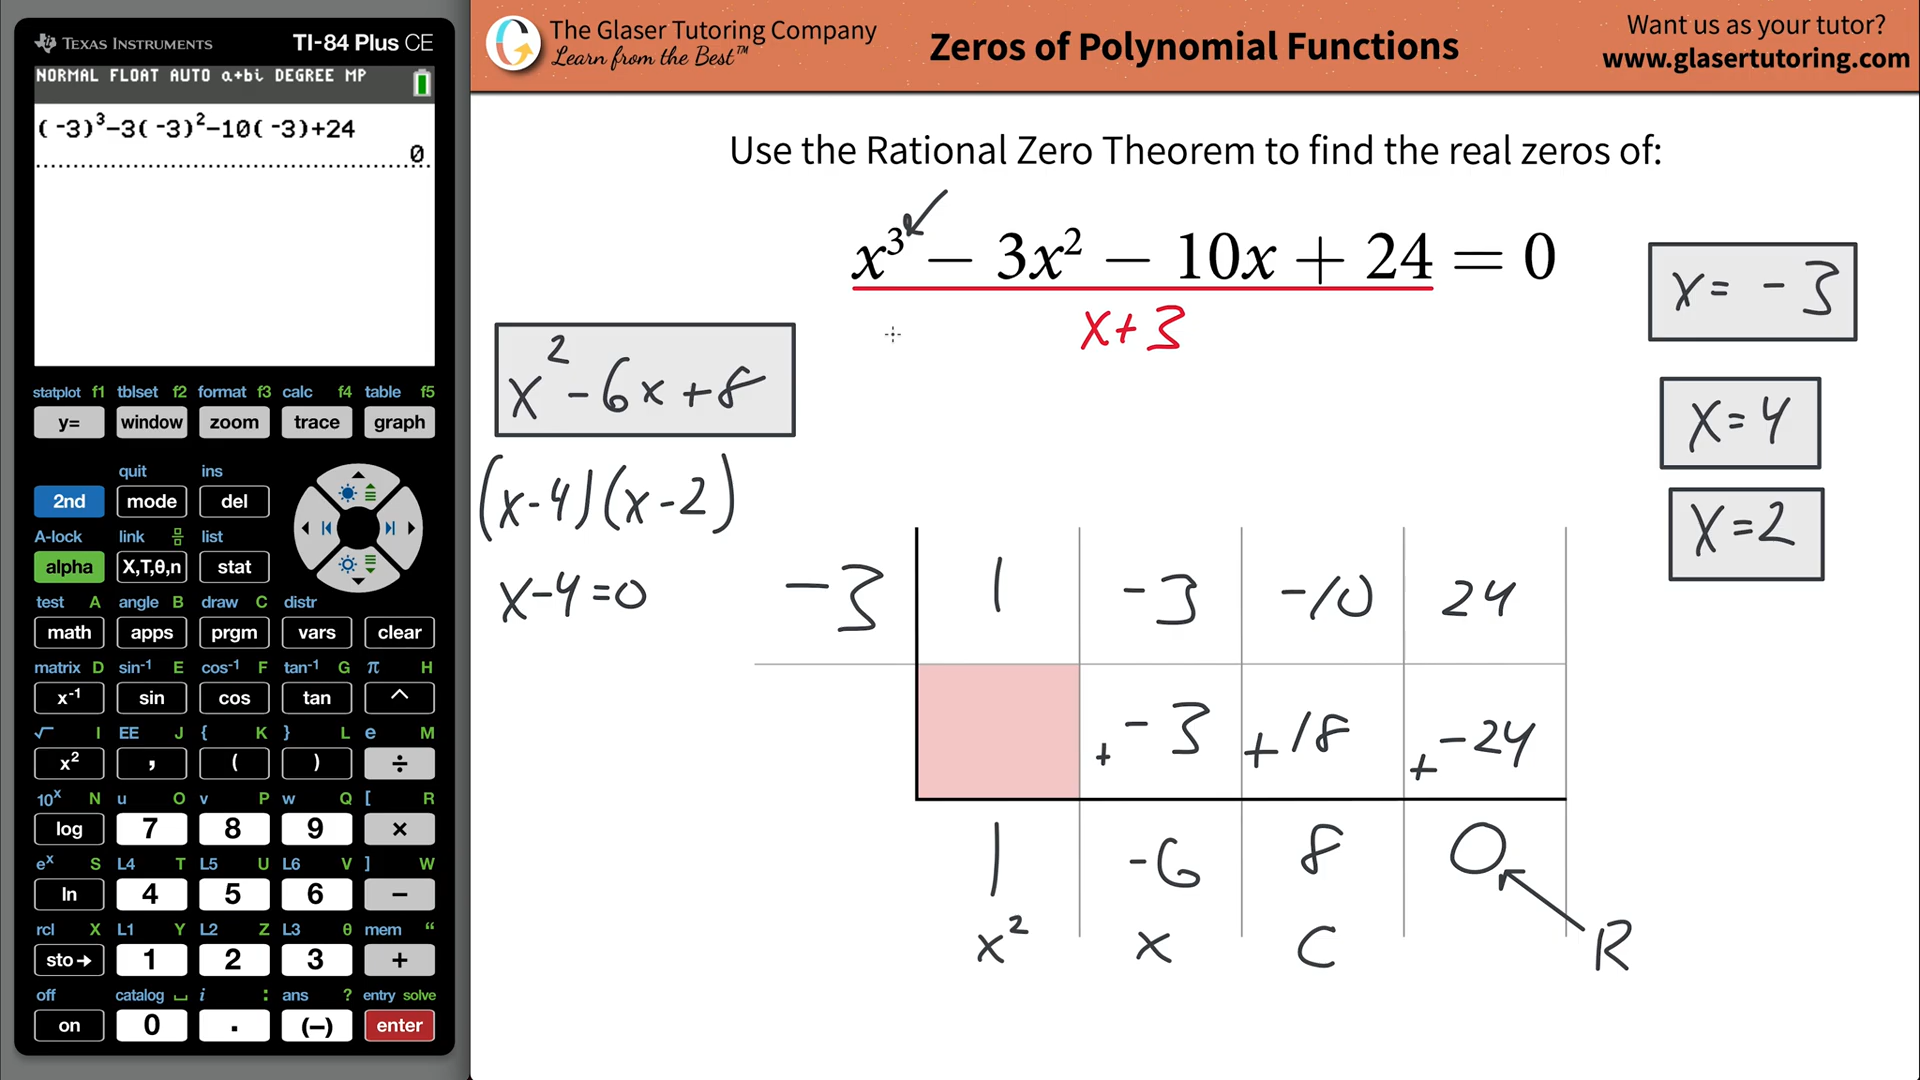 TEXAS INSTRUMENTS TI-84 Plus CE
NORMAL FLOAT AUTO a+bi DEGREE MP
(-3)³-3(-3)²-10(-3)+24
0
statplot f1 tblset f2 format f3 calc f4 table f5
y= window zoom trace graph
quit ins
2nd mode del
A-lock link list
alpha X,T,θ,n stat
test A angle B draw C distr
math apps prgm vars clear
matrix D sin⁻¹ E cos⁻¹ F tan⁻¹ G π H
x⁻¹ sin cos tan ^
√ I EE J { K } L e M
x² , ( ) ÷
10ˣ N u O v P w Q [ R
log 7 8 9 ×
eˣ S L4 T L5 U L6 V ] W
ln 4 5 6 −
rcl X L1 Y L2 Z L3 θ mem "
sto→ 1 2 3 +
off catalog i : ans ? entry solve
on 0 . (−) enter
The Glaser Tutoring Company
Learn from the Best™
Zeros of Polynomial Functions
Want us as your tutor?
www.glasertutoring.com
Use the Rational Zero Theorem to find the real zeros of:
x³ − 3x² − 10x + 24 = 0
x+3
x = -3
x = 4
x = 2
x² - 6x + 8
(x-4)(x-2)
x-4=0
-3 1 -3 -10 24
+ -3 + 18 + -24
1 -6 8 0
x² x C R